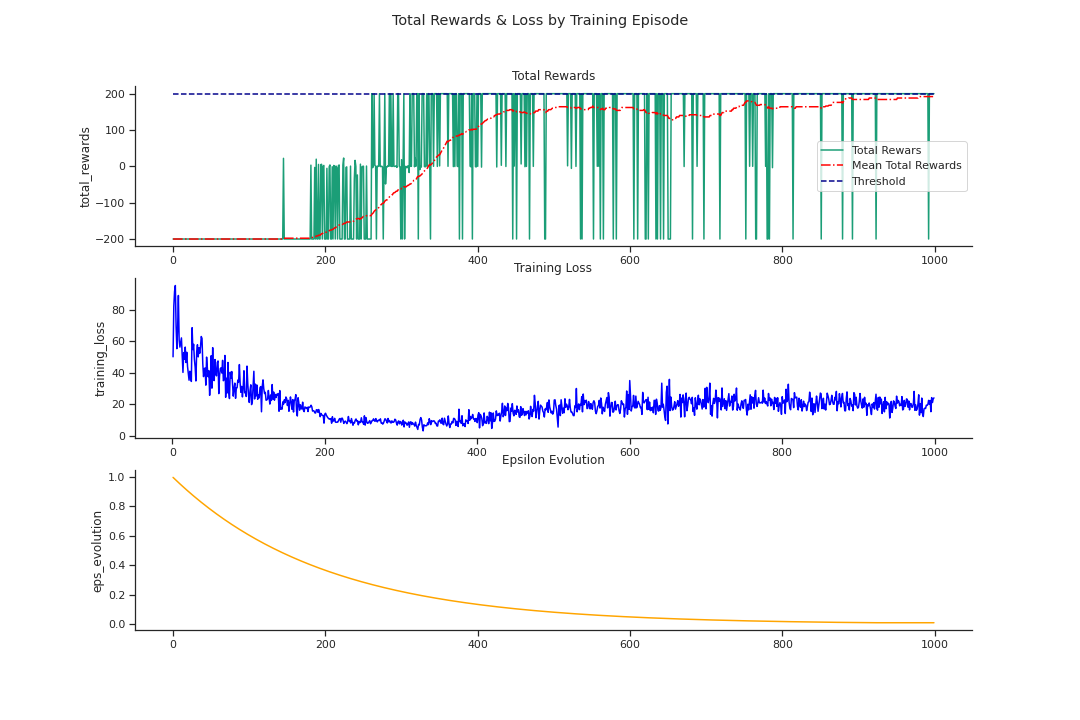 Total Rewards & Loss by Training Episode
Total Rewards
total_rewards
200
100
0
−100
−200
Total Rewars
Mean Total Rewards
Threshold
0 200 400 600 800 1000
Training Loss
training_loss
80
60
40
20
0
0 200 400 600 800 1000
Epsilon Evolution
eps_evolution
1.0
0.8
0.6
0.4
0.2
0.0
0 200 400 600 800 1000